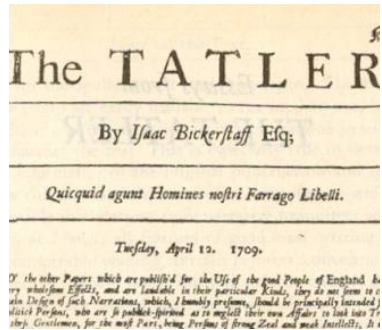 The TATLER
By Isaac Bickerstaff Esq;
Quicquid agunt Homines nostri Farrago Libelli.
Tuesday, April 12. 1709.
the other Papers which are publish'd for the Use of the good People of England
wholesom Effects, and are laudable in their particular Kinds, they do not seem to
Design of such Narrations, which, I humbly presume, should be principally intended
Persons, who are so publick-spirited as to neglect their own Affairs to look into
Gentlemen, for the most Part, being Persons of strong Zeal and weak Intellects,